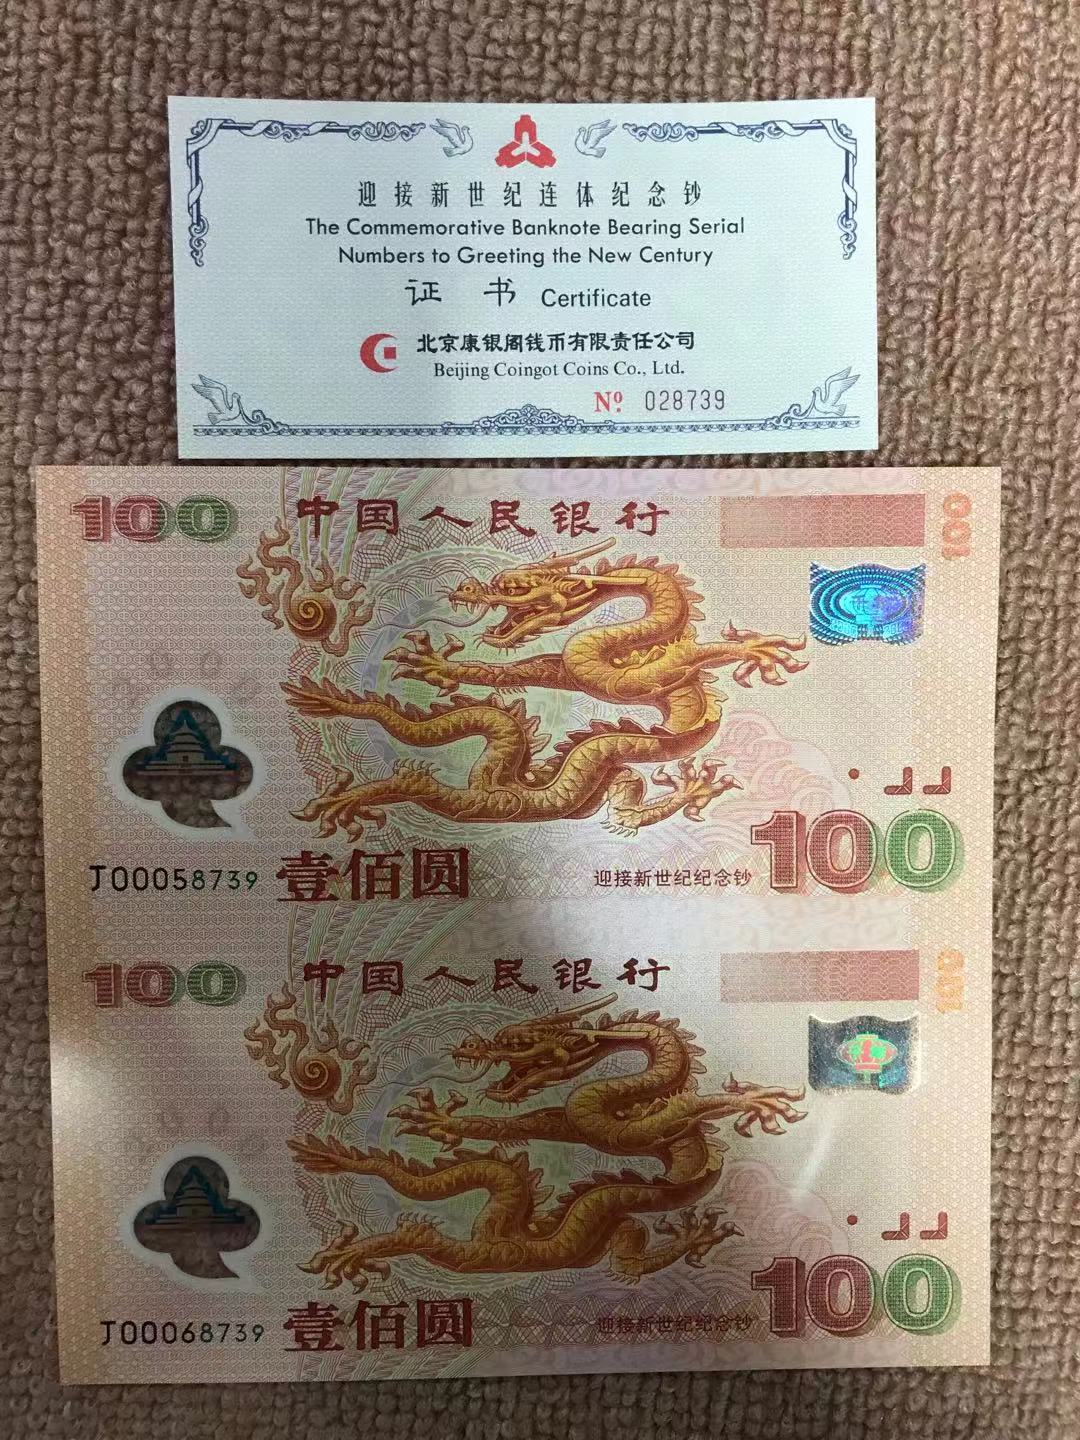 迎接新世纪连体纪念钞
The Commemorative Banknote Bearing Serial
Numbers to Greeting the New Century
证书 Certificate
北京康银阁钱币有限责任公司
Beijing Coingot Coins Co., Ltd.
Nº. 028739
100 中国人民银行 100
J00058739 壹佰圆 迎接新世纪纪念钞 100
100 中国人民银行 100
J00068739 壹佰圆 迎接新世纪纪念钞 100